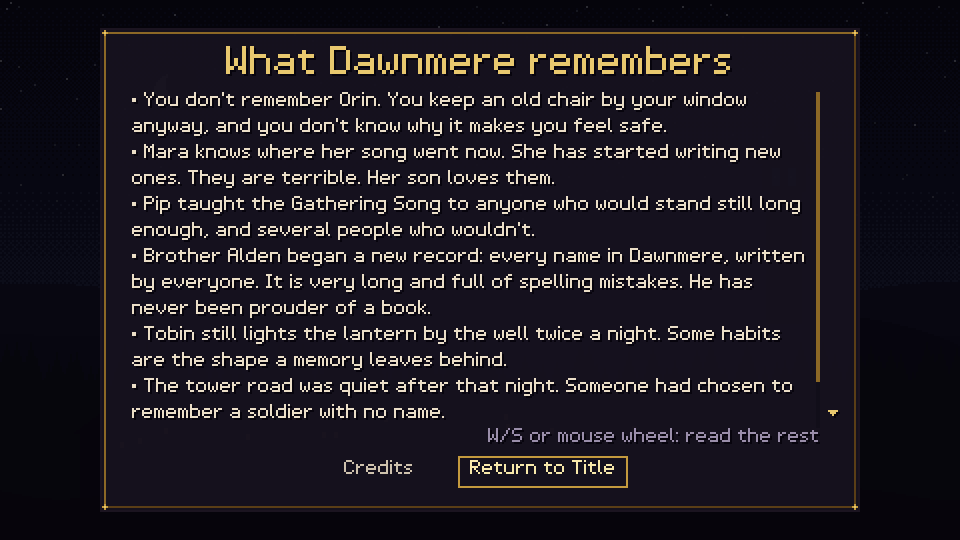 What Dawnmere remembers
• You don't remember Orin. You keep an old chair by your window
anyway, and you don't know why it makes you feel safe.
• Mara knows where her song went now. She has started writing new
ones. They are terrible. Her son loves them.
• Pip taught the Gathering Song to anyone who would stand still long
enough, and several people who wouldn't.
• Brother Alden began a new record: every name in Dawnmere, written
by everyone. It is very long and full of spelling mistakes. He has
never been prouder of a book.
• Tobin still lights the lantern by the well twice a night. Some habits
are the shape a memory leaves behind.
• The tower road was quiet after that night. Someone had chosen to
remember a soldier with no name.
W/S or mouse wheel: read the rest
Credits
Return to Title